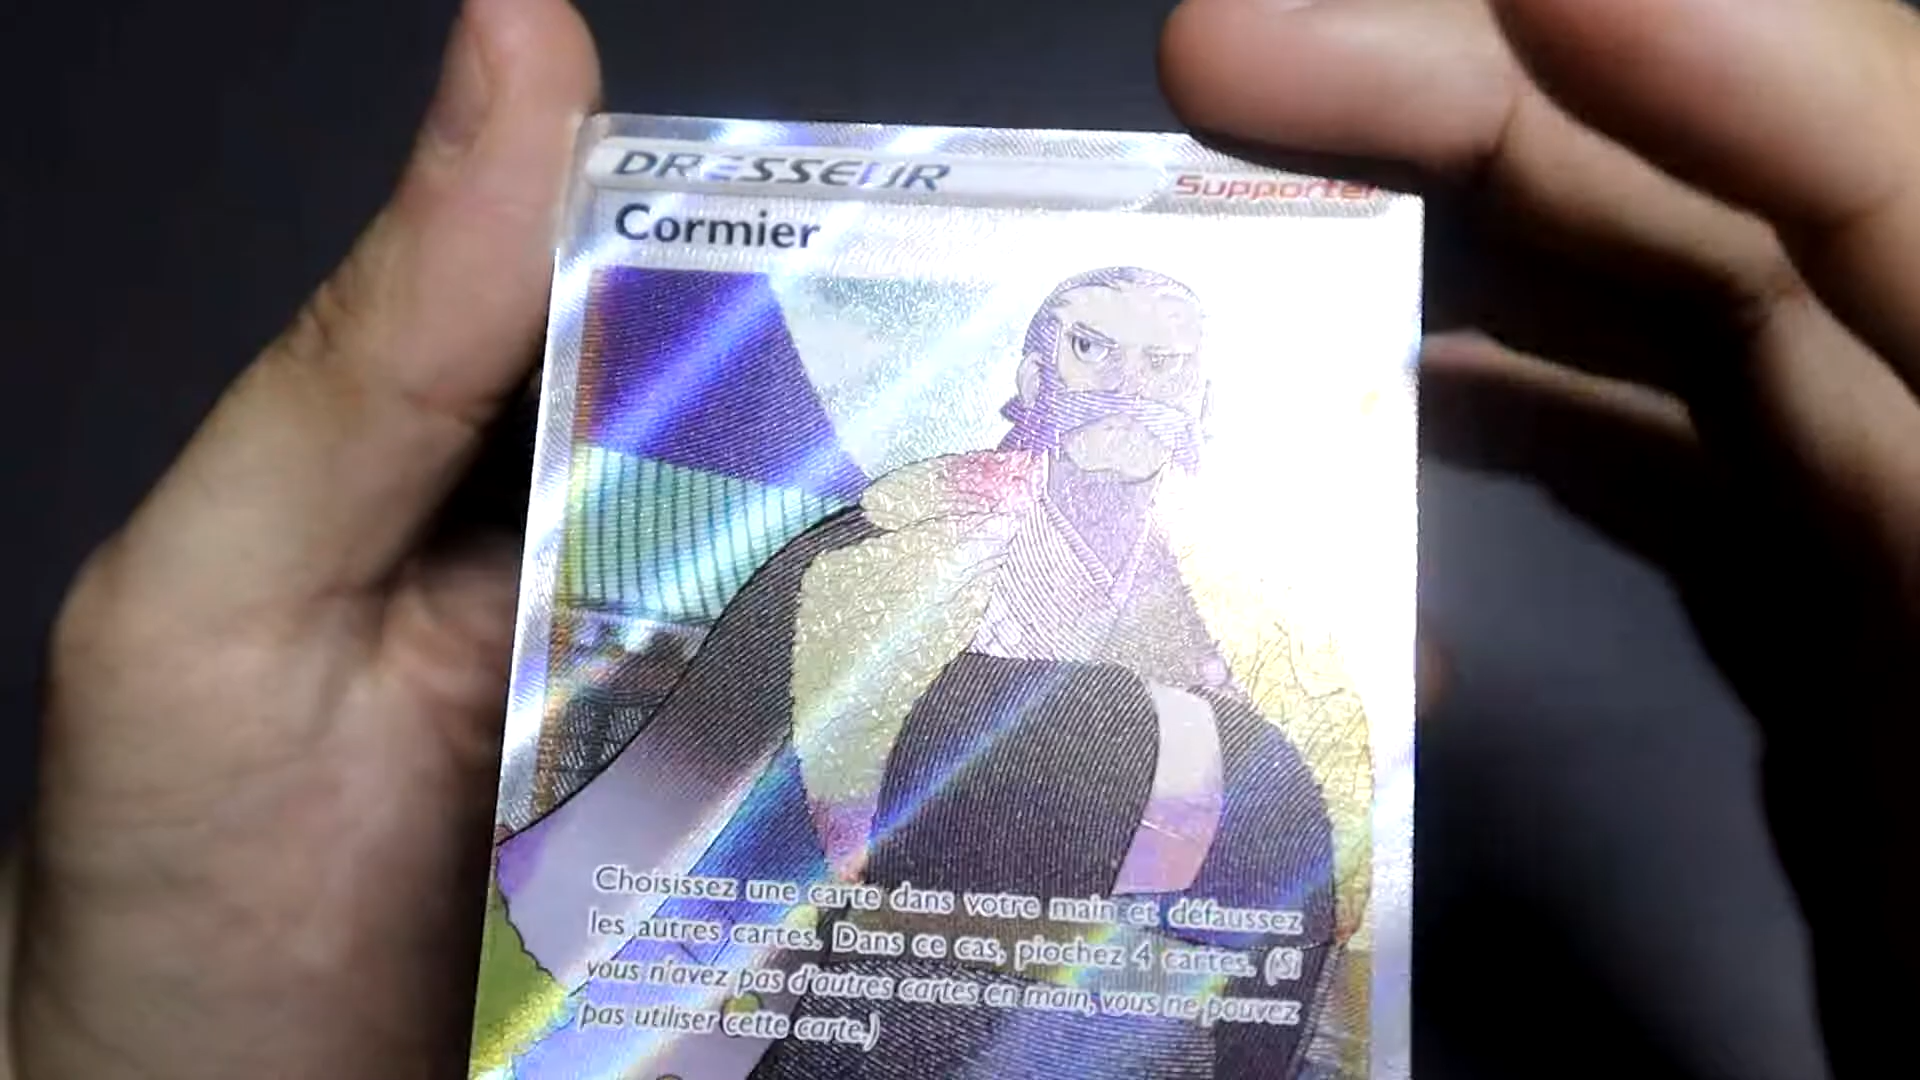 DRESSEUR
Supporter
Cormier
Choisissez une carte dans votre main et défaussez
les autres cartes. Dans ce cas, piochez 4 cartes. (Si
vous n'avez pas d'autres cartes en main, vous ne pouvez
pas utiliser cette carte.)